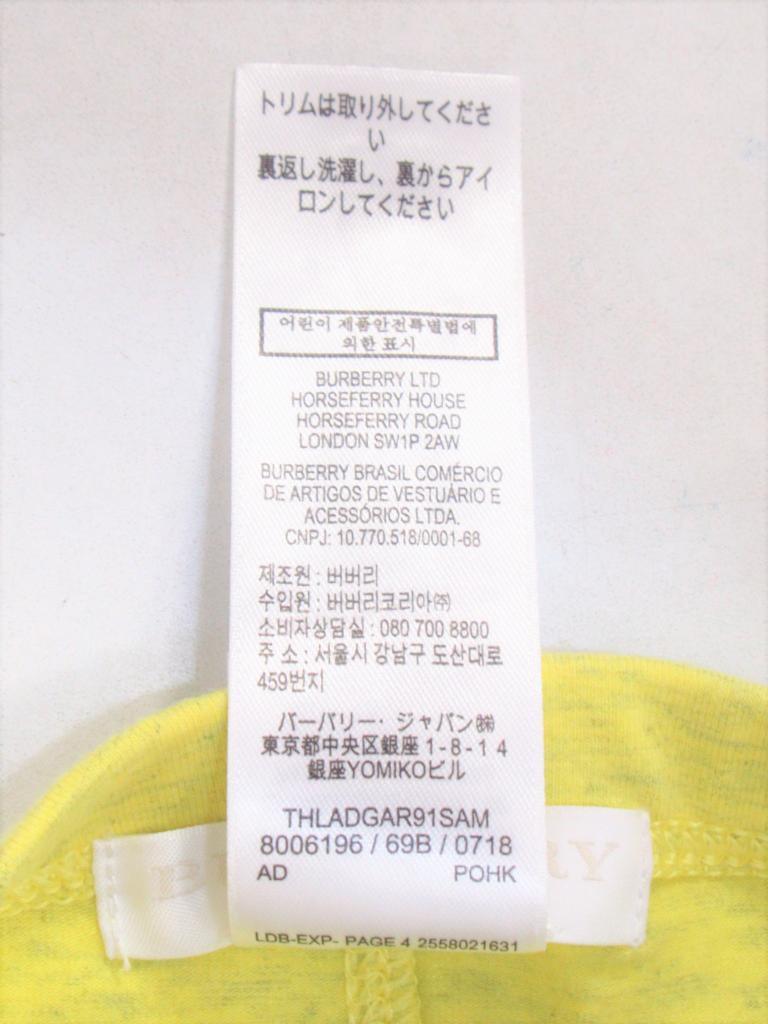 トリムは取り外してくださ
い
裏返し洗濯し、裏からアイ
ロンしてください
어린이 제품안전특별법에
의한 표시
BURBERRY LTD
HORSEFERRY HOUSE
HORSEFERRY ROAD
LONDON SW1P 2AW
BURBERRY BRASIL COMÉRCIO
DE ARTIGOS DE VESTUÁRIO E
ACESSÓRIOS LTDA.
CNPJ: 10.770.518/0001-68
제조원 : 버버리
수입원 : 버버리코리아㈜
소비자상담실 : 080 700 8800
주 소 : 서울시 강남구 도산대로
459번지
バーバリー・ジャパン㈱
東京都中央区銀座 1-8-1 4
銀座YOMIKOビル
THLADGAR91SAM
8006196 / 69B / 0718
AD POHK
LDB-EXP- PAGE 4 2558021631